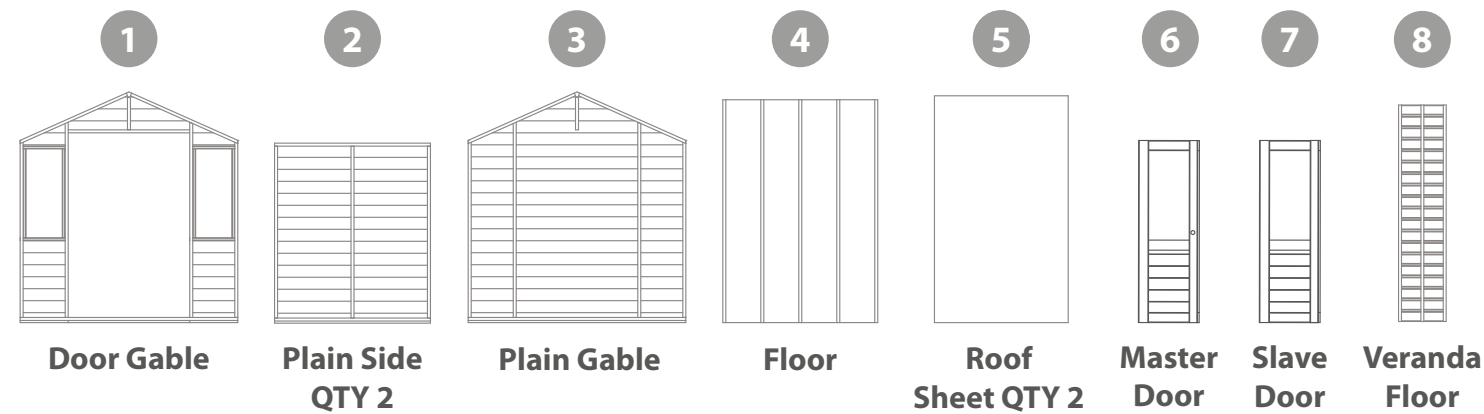 1 2 3 4 5 6 7 8
Door Gable
Plain Side
QTY 2
Plain Gable
Floor
Roof
Sheet QTY 2
Master
Door
Slave
Door
Veranda
Floor